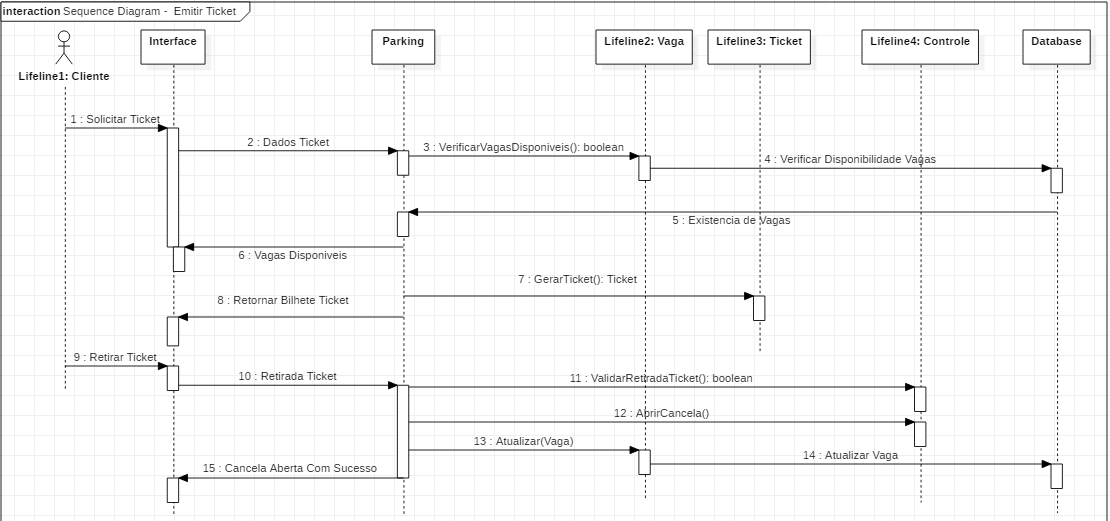 interaction Sequence Diagram - Emitir Ticket
Interface
Parking
Lifeline2: Vaga
Lifeline3: Ticket
Lifeline4: Controle
Database
Lifeline1: Cliente
1 : Solicitar Ticket
2 : Dados Ticket
3 : VerificarVagasDisponiveis(): boolean
4 : Verificar Disponibilidade Vagas
5 : Existencia de Vagas
6 : Vagas Disponiveis
7 : GerarTicket(): Ticket
8 : Retornar Bilhete Ticket
9 : Retirar Ticket
10 : Retirada Ticket
11 : ValidarRetiradaTicket(): boolean
12 : AbrirCancela()
13 : Atualizar(Vaga)
14 : Atualizar Vaga
15 : Cancela Aberta Com Sucesso